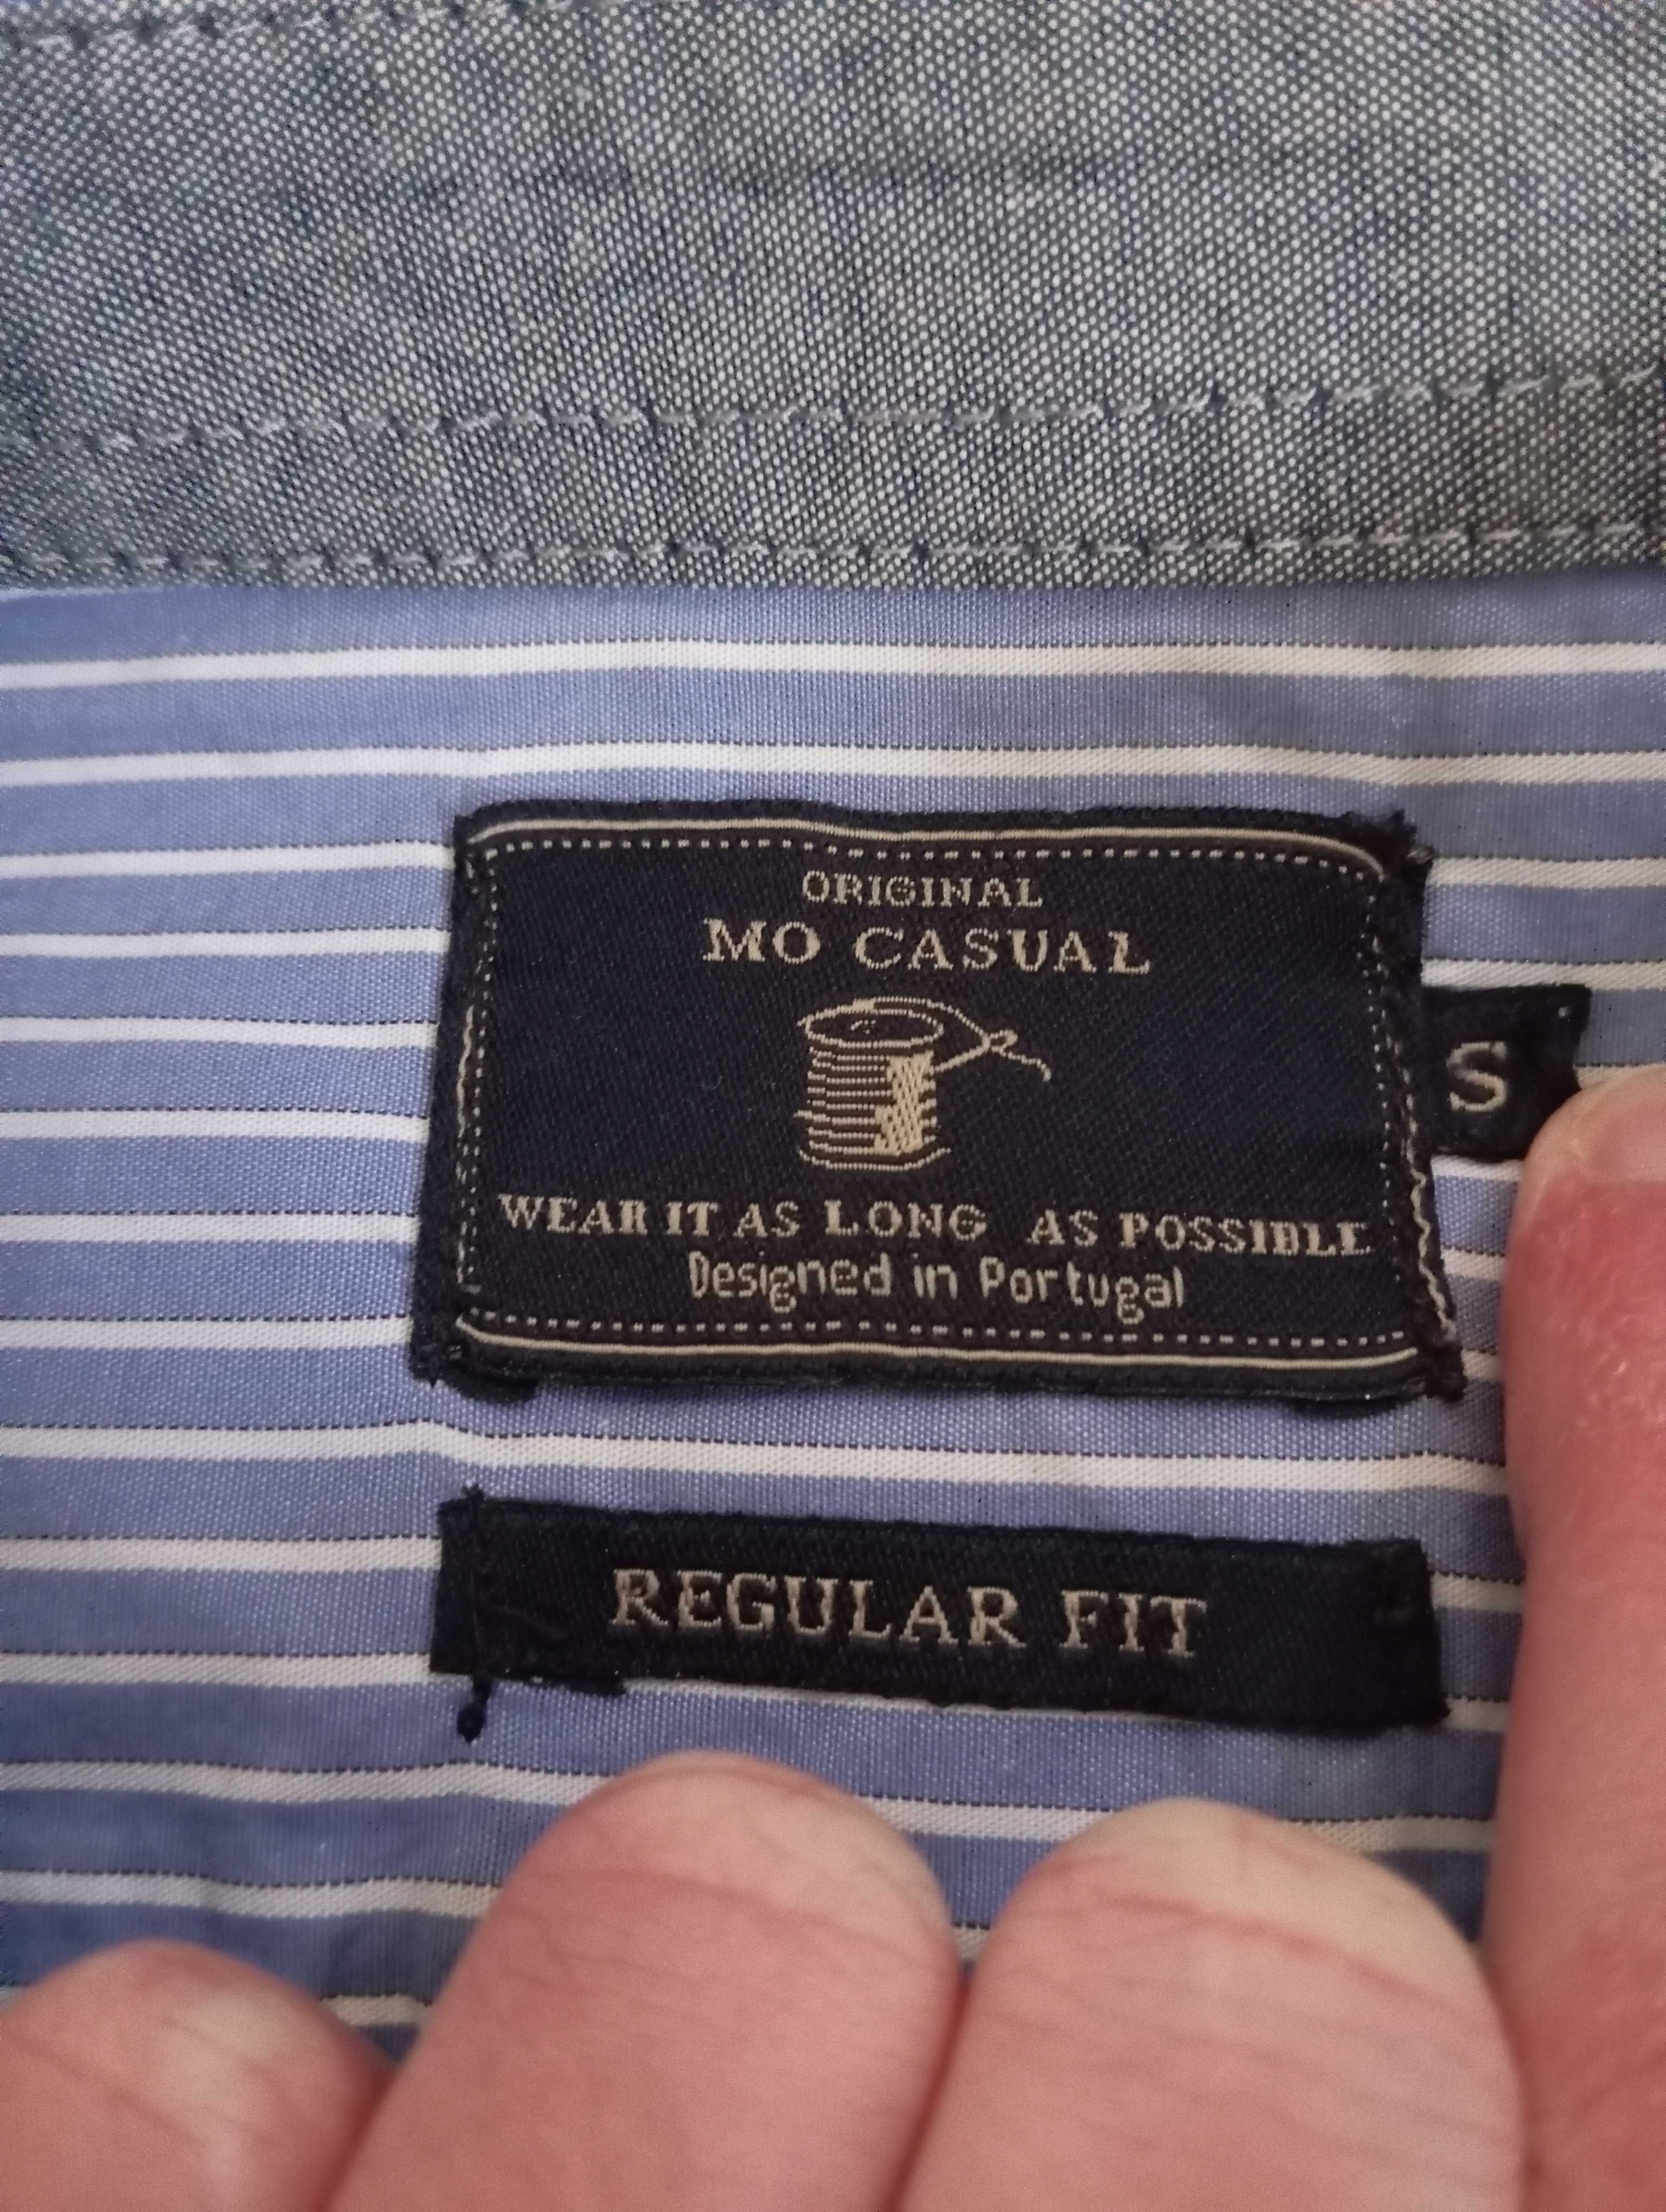 ORIGINAL
MO CASUAL
S
WEAR IT AS LONG AS POSSIBLE
Designed in Portugal
REGULAR FIT